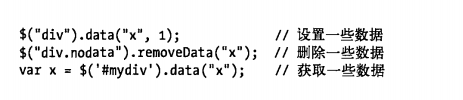 $("div").data("x", 1);              // 设置一些数据
$("div.nodata").removeData("x");  // 删除一些数据
var x = $('#mydiv').data("x");    // 获取一些数据